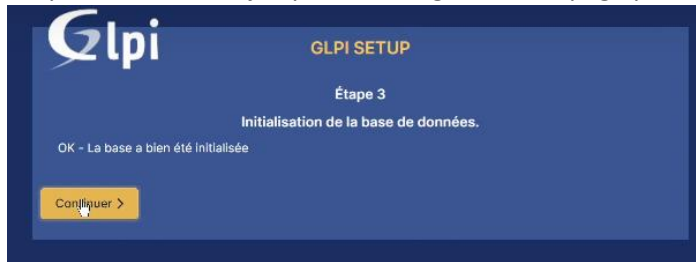 Glpi
GLPI SETUP
Étape 3
Initialisation de la base de données.
OK - La base a bien été initialisée
Continuer >